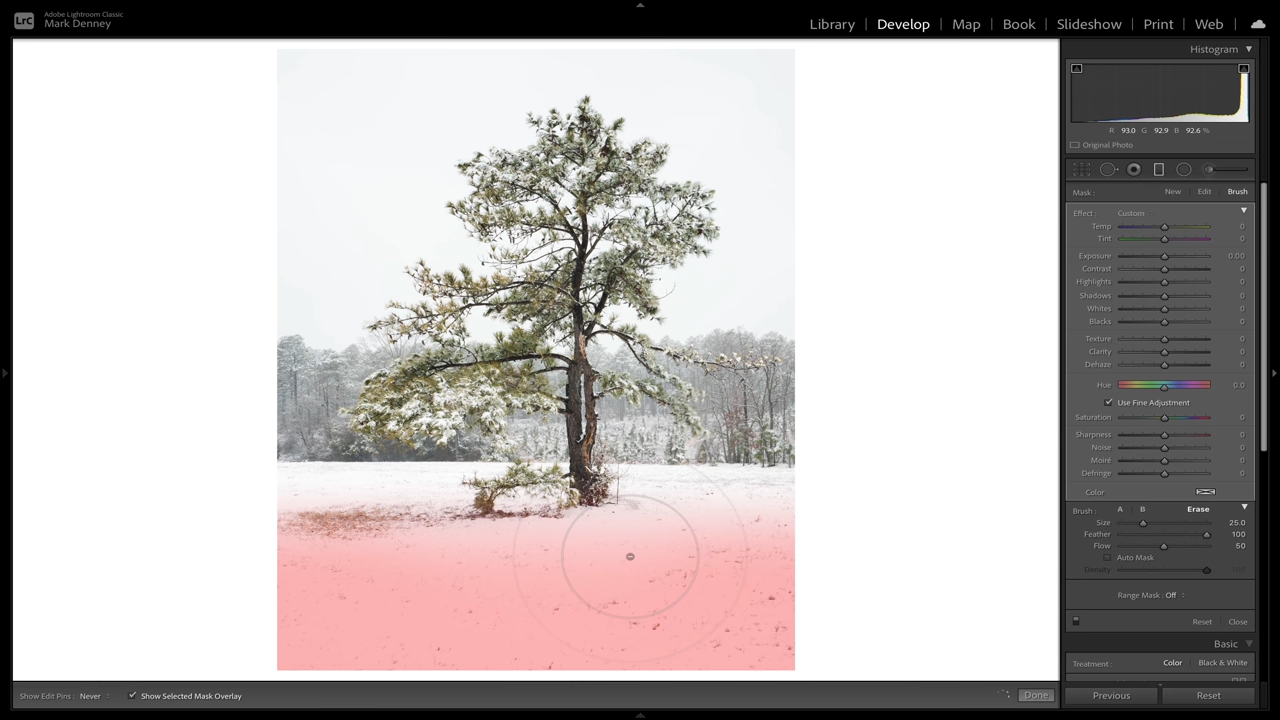 LrC
Adobe Lightroom Classic
Mark Denney
Library | Develop | Map | Book | Slideshow | Print | Web
Histogram
R 93.0 G 92.9 B 92.6 %
Original Photo
Mask : New Edit Brush
Effect : Custom
Temp 0
Tint 0
Exposure 0.00
Contrast 0
Highlights 0
Shadows 0
Whites 0
Blacks 0
Texture 0
Clarity 0
Dehaze 0
Hue 0.0
Use Fine Adjustment
Saturation 0
Sharpness 0
Noise 0
Moiré 0
Defringe 0
Color
Brush : A B Erase
Size 25.0
Feather 100
Flow 50
Auto Mask
Density
Range Mask : Off
Reset Close
Basic
Treatment : Color Black & White
Show Edit Pins : Never Show Selected Mask Overlay Done Previous Reset